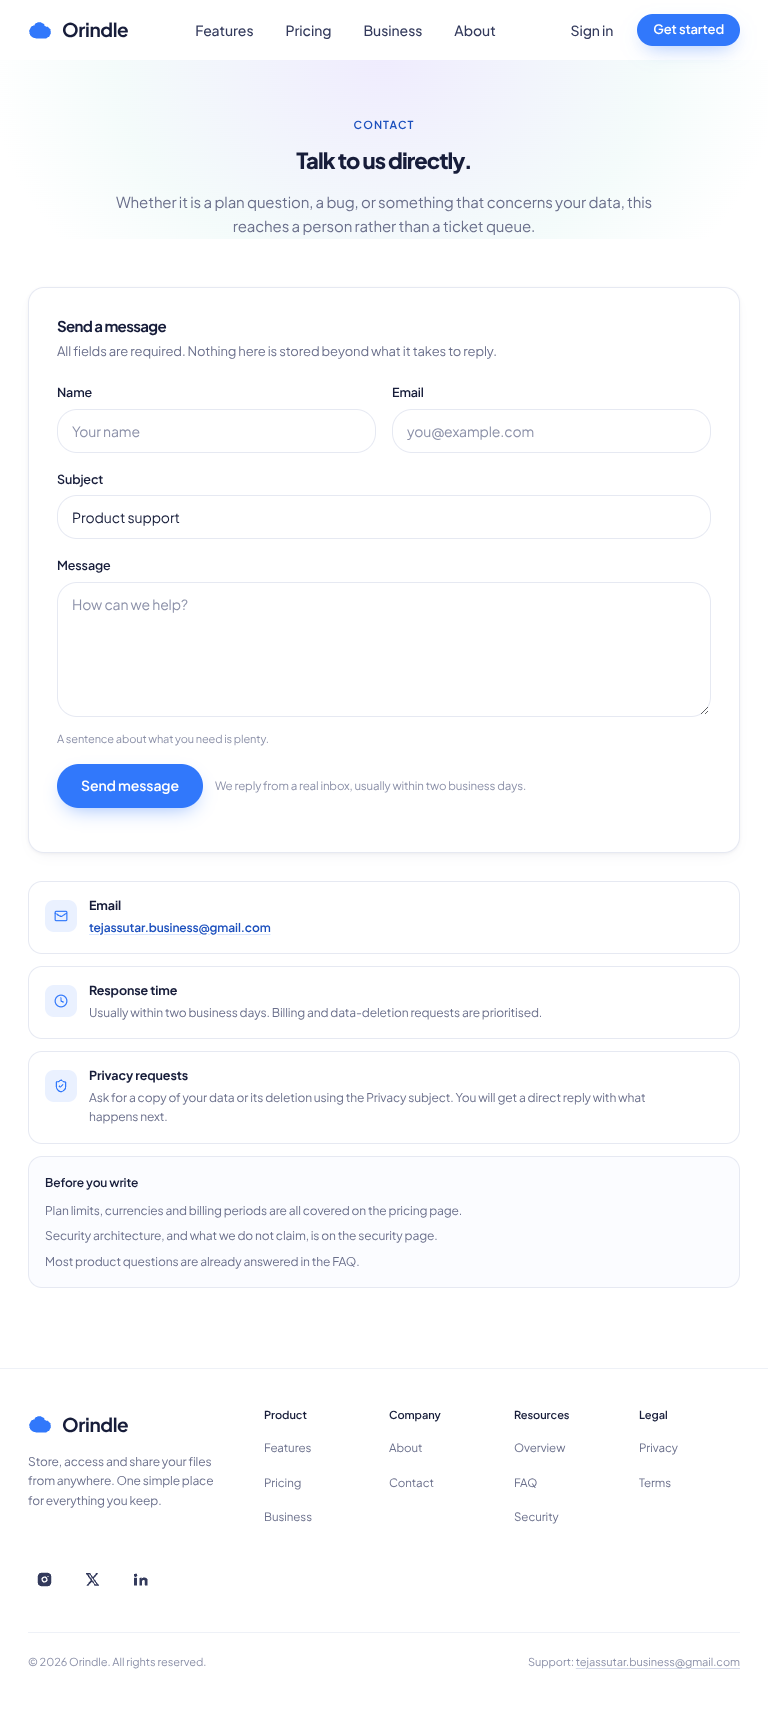 Orindle
Features
Pricing
Business
About
Sign in
Get started
CONTACT
Talk to us directly.
Whether it is a plan question, a bug, or something that concerns your data, this
reaches a person rather than a ticket queue.
Send a message
All fields are required. Nothing here is stored beyond what it takes to reply.
Name
Email
Your name
you@example.com
Subject
Product support
Message
How can we help?
A sentence about what you need is plenty.
Send message
We reply from a real inbox, usually within two business days.
Email
tejassutar.business@gmail.com
Response time
Usually within two business days. Billing and data-deletion requests are prioritised.
Privacy requests
Ask for a copy of your data or its deletion using the Privacy subject. You will get a direct reply with what
happens next.
Before you write
Plan limits, currencies and billing periods are all covered on the pricing page.
Security architecture, and what we do not claim, is on the security page.
Most product questions are already answered in the FAQ.
Orindle
Store, access and share your files
from anywhere. One simple place
for everything you keep.
Product
Features
Pricing
Business
Company
About
Contact
Resources
Overview
FAQ
Security
Legal
Privacy
Terms
© 2026 Orindle. All rights reserved.
Support: tejassutar.business@gmail.com